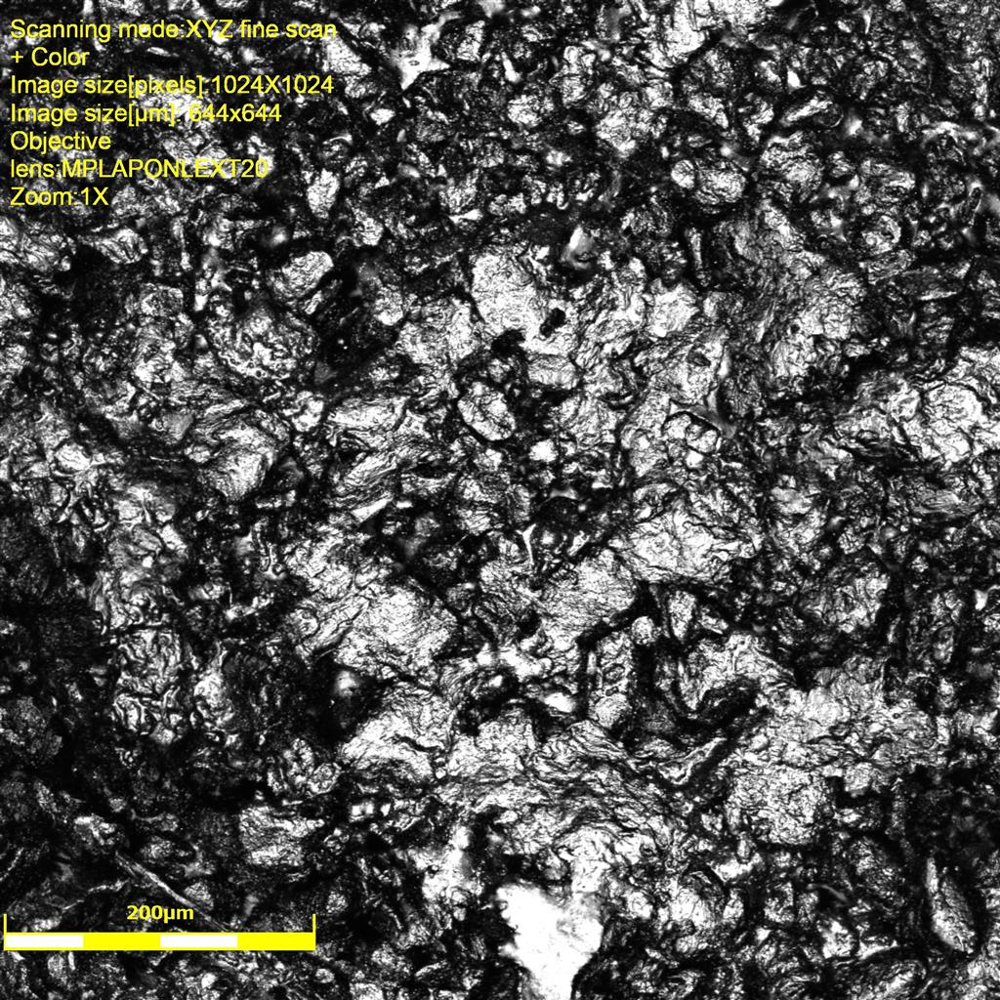 Scanning mode:XYZ fine scan
+ Color
Image size[pixels]:1024X1024
Image size[µm]: 644x644
Objective
lens:MPLAPONLEXT20
Zoom:1X
200µm